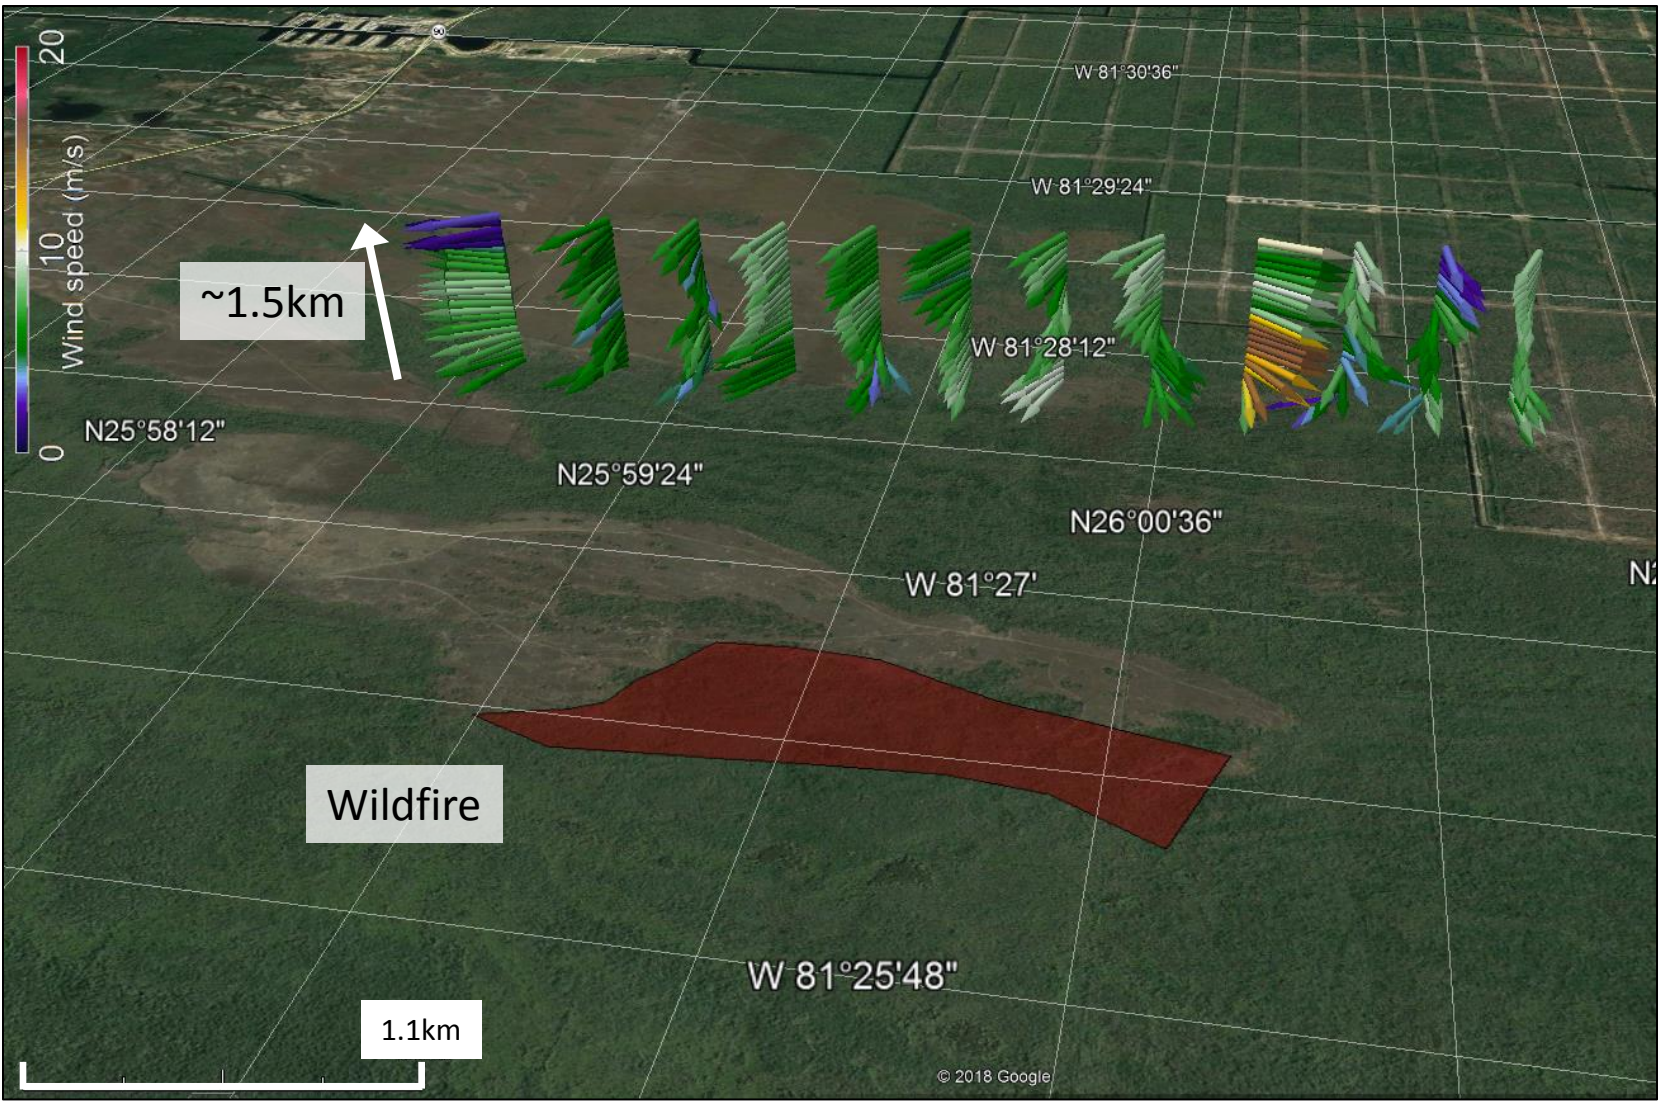 90
20
W 81°30'36"
10
Wind speed (m/s)
W 81°29'24"
~1.5km
W 81°28'12"
0
N25°58'12"
N25°59'24"
N26°00'36"
W 81°27'
Wildfire
W 81°25'48"
1.1km
© 2018 Google